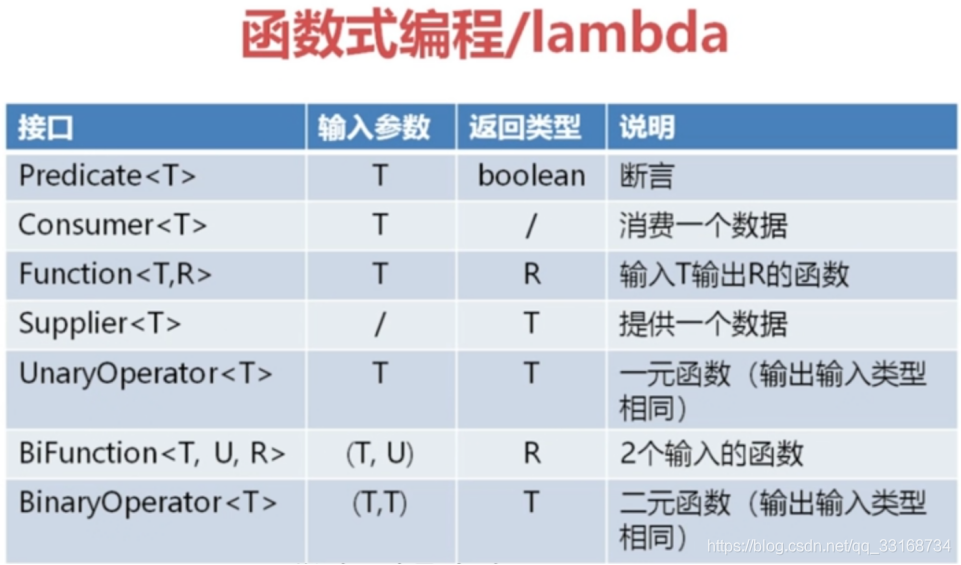 函数式编程/lambda
接口 输入参数 返回类型 说明
Predicate<T> T boolean 断言
Consumer<T> T / 消费一个数据
Function<T,R> T R 输入T输出R的函数
Supplier<T> / T 提供一个数据
UnaryOperator<T> T T 一元函数（输出输入类型
相同）
BiFunction<T, U, R> (T, U) R 2个输入的函数
BinaryOperator<T> (T,T) T 二元函数（输出输入类型
相同）
https://blog.csdn.net/qq_33168734